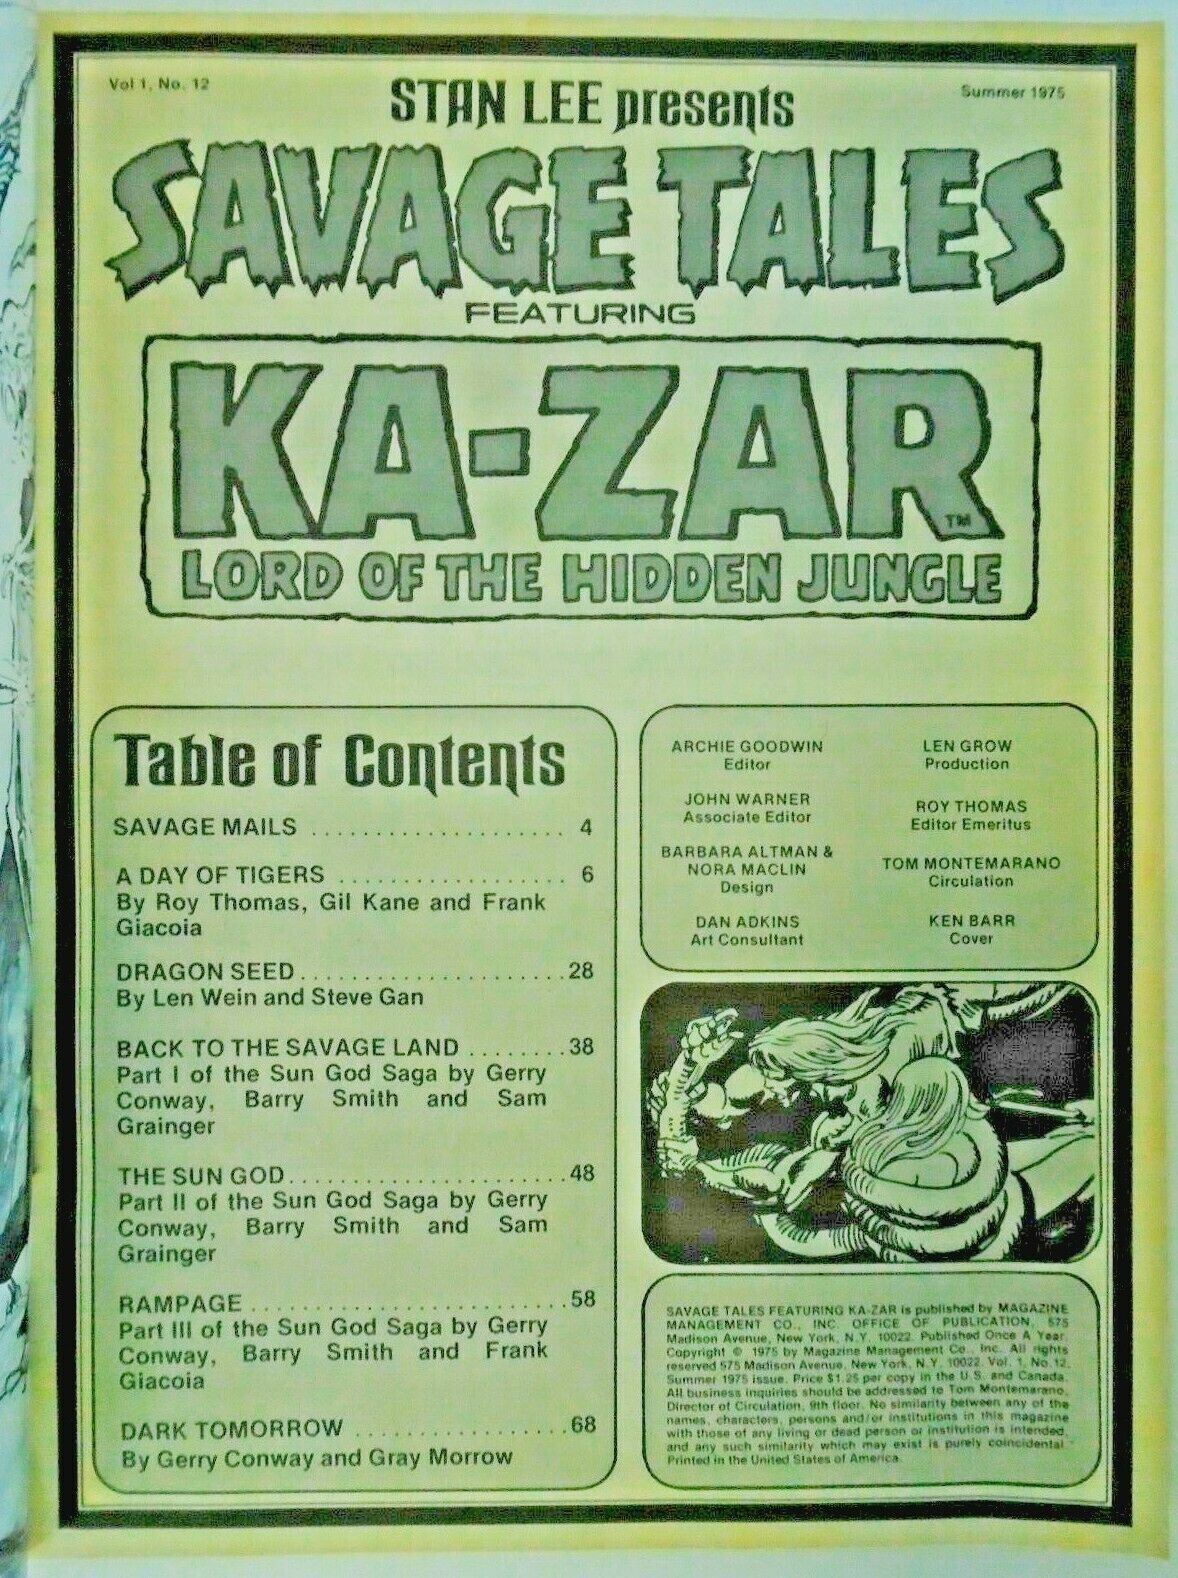 Vol 1, No. 12
Summer 1975
STAN LEE presents
SAVAGE TALES
FEATURING
KA-ZAR
TM
LORD OF THE HIDDEN JUNGLE
Table of Contents
SAVAGE MAILS .................... 4
A DAY OF TIGERS .................. 6
By Roy Thomas, Gil Kane and Frank
Giacoia
DRAGON SEED.....................28
By Len Wein and Steve Gan
BACK TO THE SAVAGE LAND ........38
Part I of the Sun God Saga by Gerry
Conway, Barry Smith and Sam
Grainger
THE SUN GOD......................48
Part II of the Sun God Saga by Gerry
Conway, Barry Smith and Sam
Grainger
RAMPAGE .........................58
Part III of the Sun God Saga by Gerry
Conway, Barry Smith and Frank
Giacoia
DARK TOMORROW .................68
By Gerry Conway and Gray Morrow
ARCHIE GOODWIN
Editor
JOHN WARNER
Associate Editor
BARBARA ALTMAN &
NORA MACLIN
Design
DAN ADKINS
Art Consultant
LEN GROW
Production
ROY THOMAS
Editor Emeritus
TOM MONTEMARANO
Circulation
KEN BARR
Cover
SAVAGE TALES FEATURING KA-ZAR is published by MAGAZINE
MANAGEMENT CO., INC. OFFICE OF PUBLICATION, 575
Madison Avenue, New York, N.Y. 10022. Published Once A Year.
Copyright © 1975 by Magazine Management Co., Inc. All rights
reserved 575 Madison Avenue, New York, N.Y. 10022. Vol. 1, No. 12,
Summer 1975 issue. Price $1.25 per copy in the U.S. and Canada.
All business inquiries should be addressed to Tom Montemarano,
Director of Circulation, 9th floor. No similarity between any of the
names, characters, persons and/or institutions in this magazine
with those of any living or dead person or institution is intended,
and any such similarity which may exist is purely coincidental.
Printed in the United States of America.